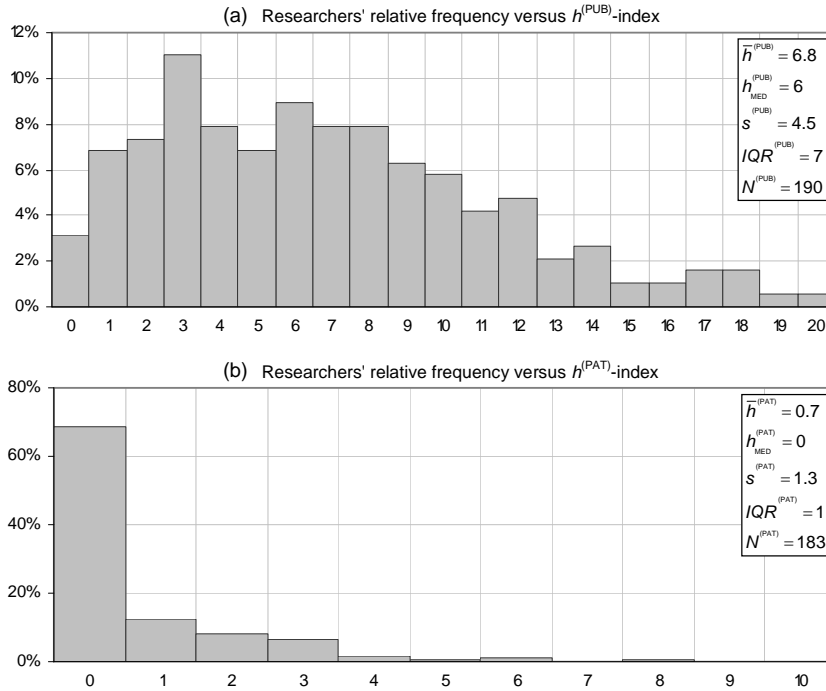 (a) Researchers' relative frequency versus h(PUB)-index
12%
10%
8%
6%
4%
2%
0%
h̅(PUB) = 6.8
hMED(PUB) = 6
s(PUB) = 4.5
IQR(PUB) = 7
N(PUB) = 190
0 1 2 3 4 5 6 7 8 9 10 11 12 13 14 15 16 17 18 19 20
(b) Researchers' relative frequency versus h(PAT)-index
80%
60%
40%
20%
0%
h̅(PAT) = 0.7
hMED(PAT) = 0
s(PAT) = 1.3
IQR(PAT) = 1
N(PAT) = 183
0 1 2 3 4 5 6 7 8 9 10